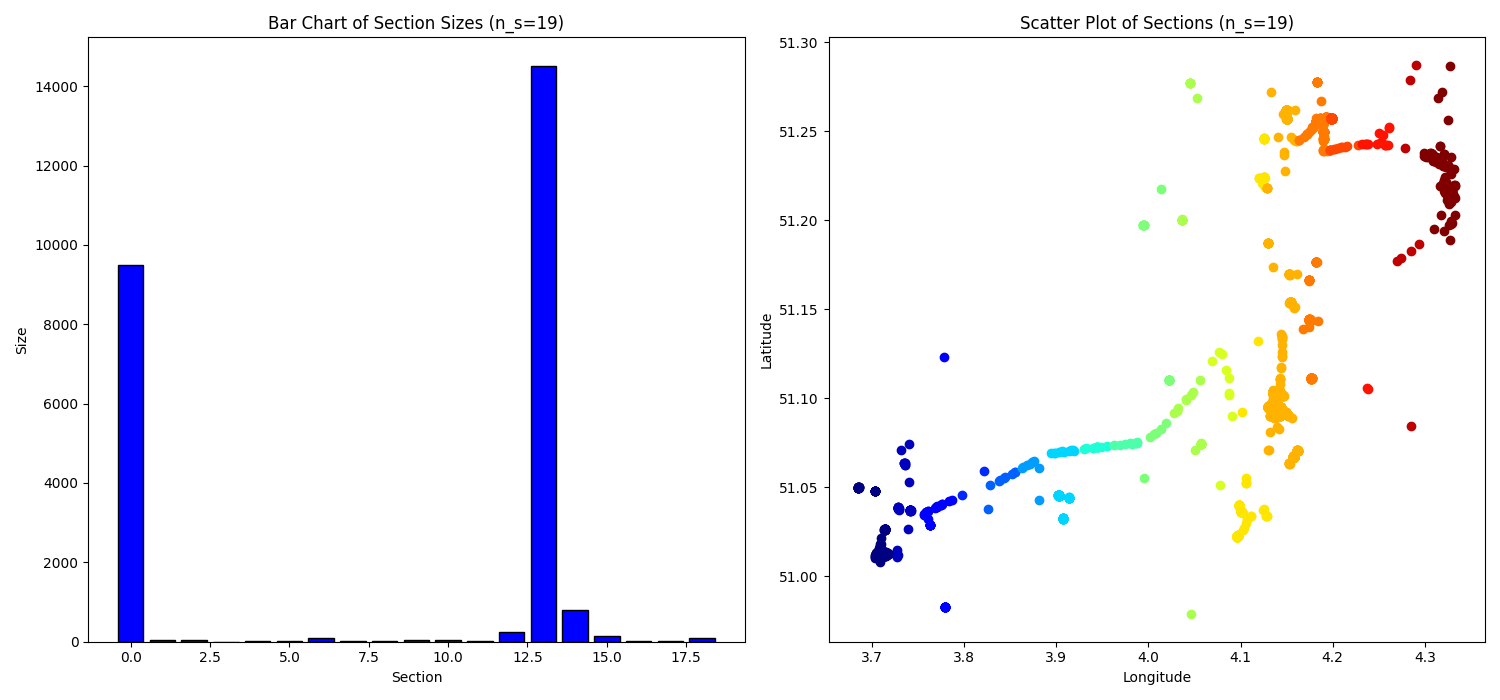 Bar Chart of Section Sizes (n_s=19)
14000
12000
10000
8000
6000
4000
2000
0
Size
0.0 2.5 5.0 7.5 10.0 12.5 15.0 17.5
Section
Scatter Plot of Sections (n_s=19)
51.30
51.25
51.20
51.15
51.10
51.05
51.00
Latitude
3.7 3.8 3.9 4.0 4.1 4.2 4.3
Longitude